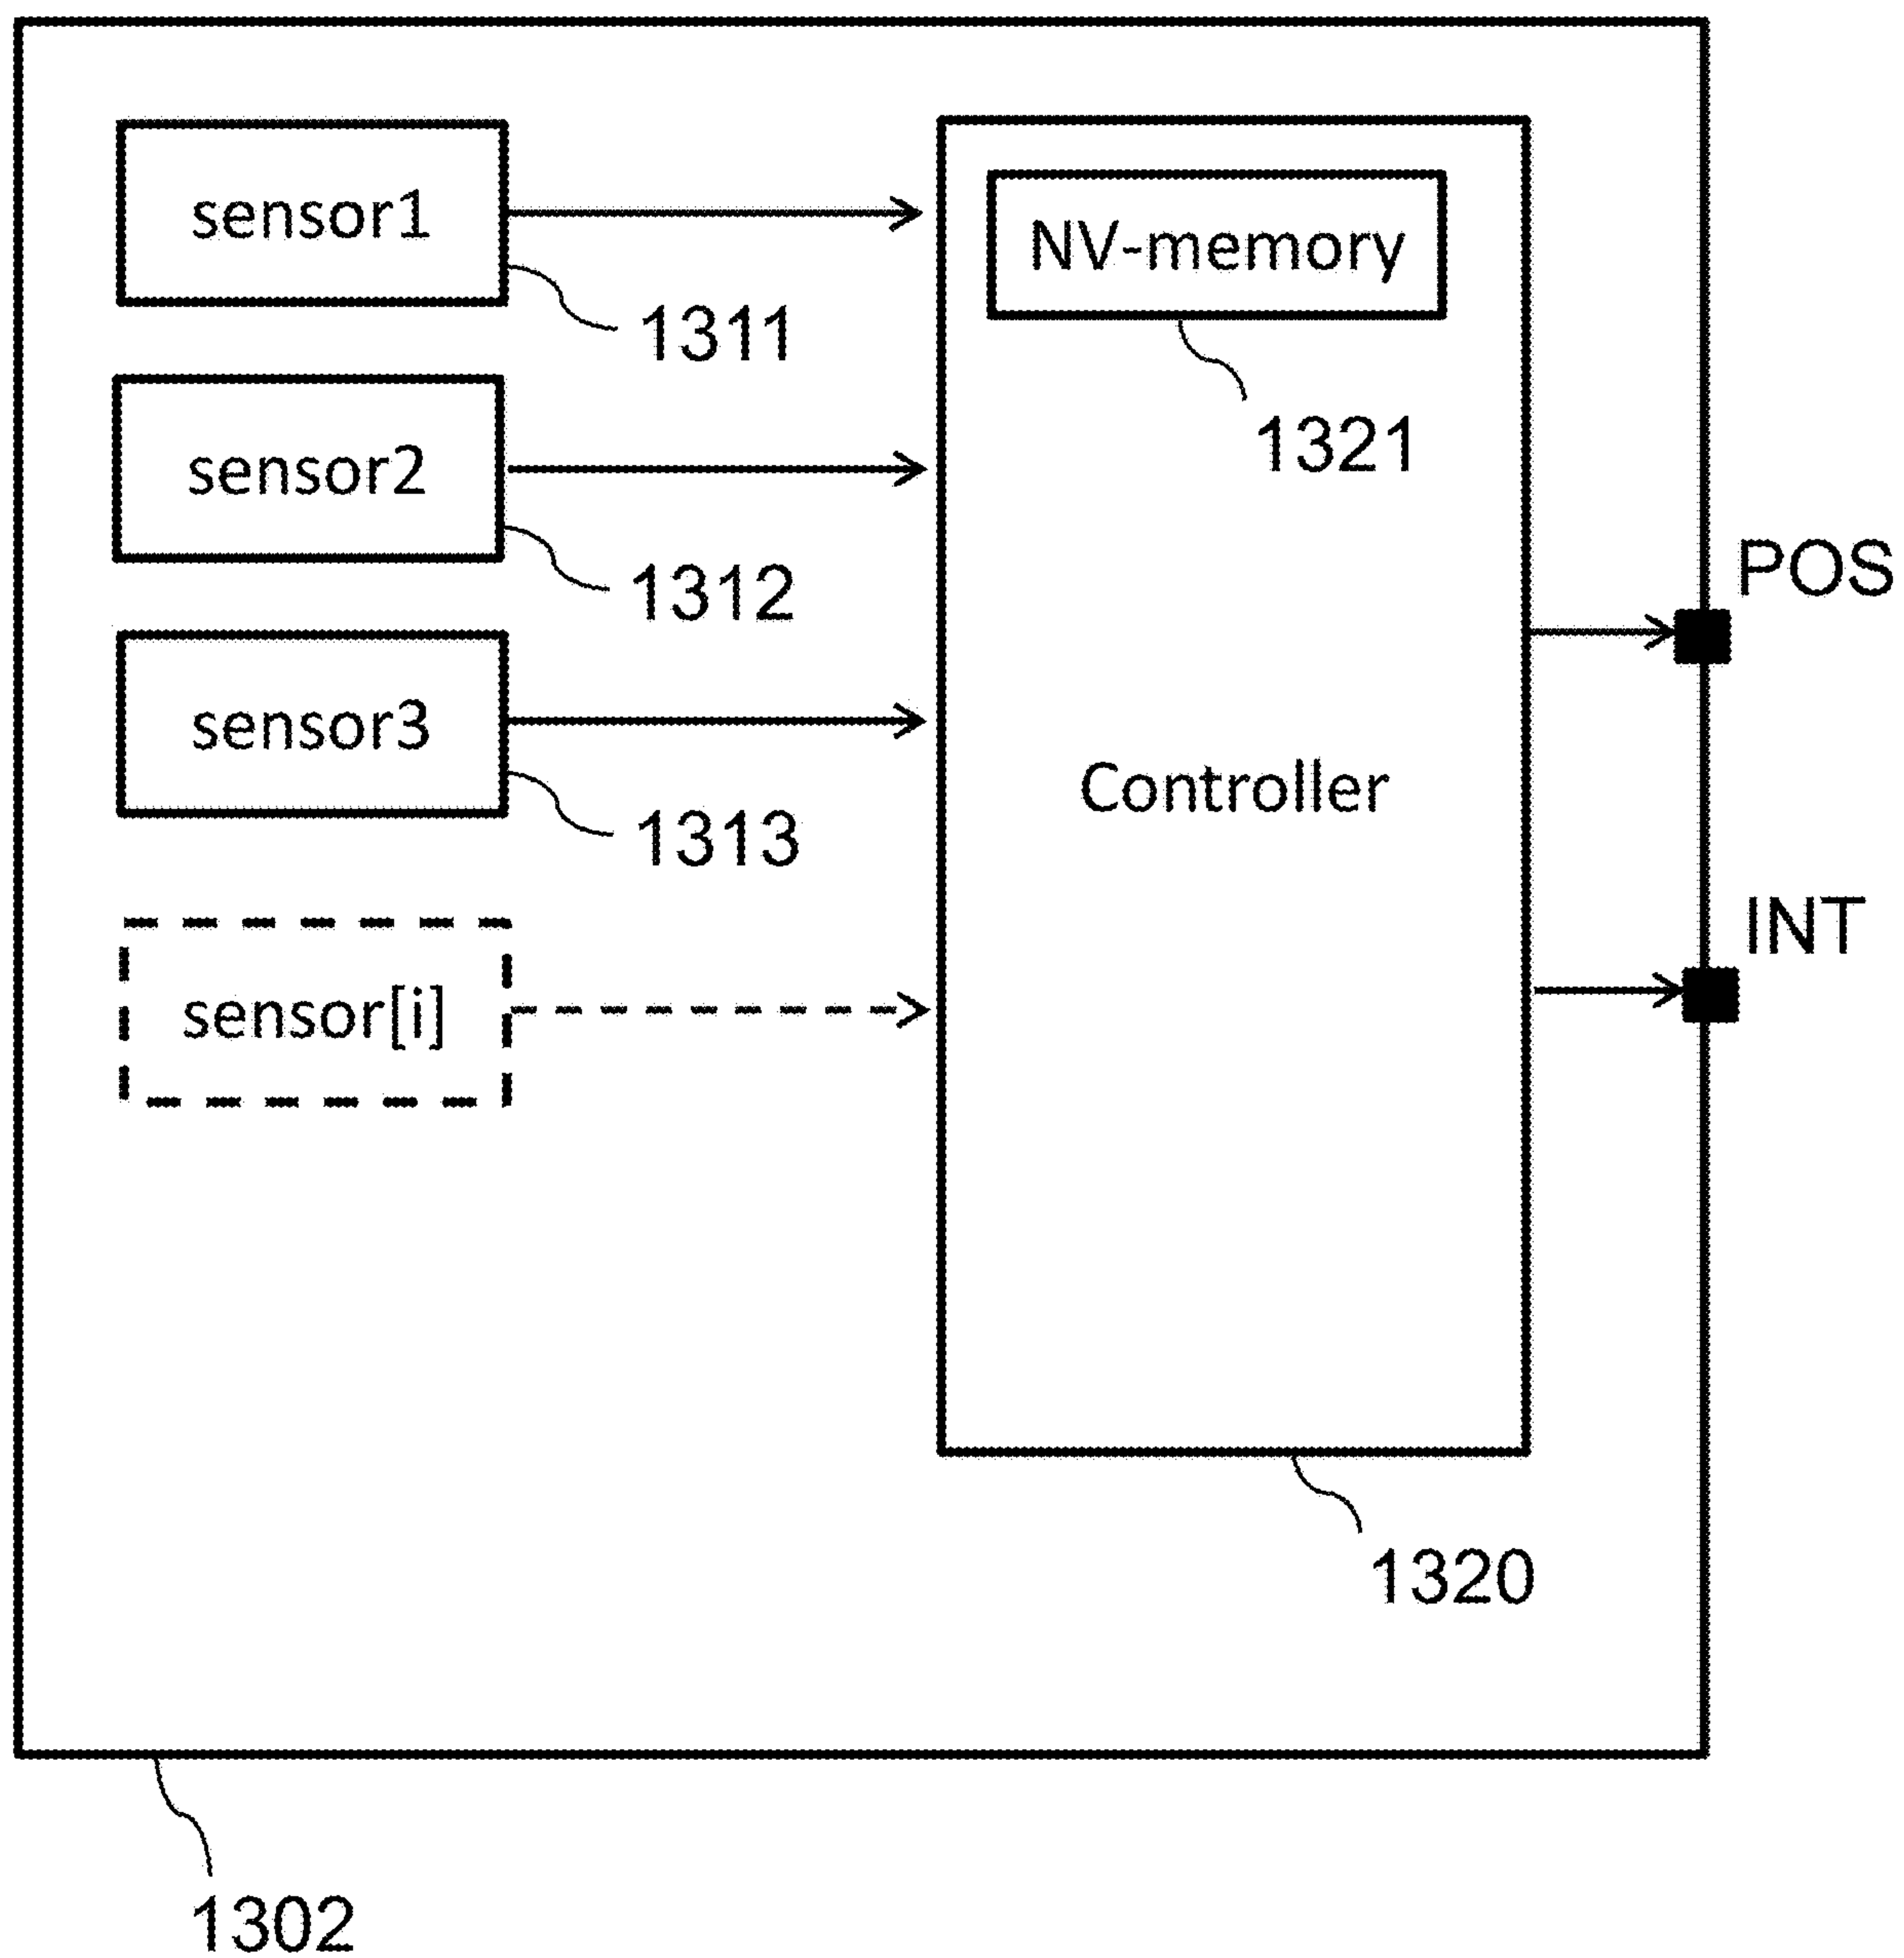 sensor1
NV-memory
1311
1321
sensor2
POS
1312
sensor3
Controller
1313
INT
sensor[i]
1320
1302